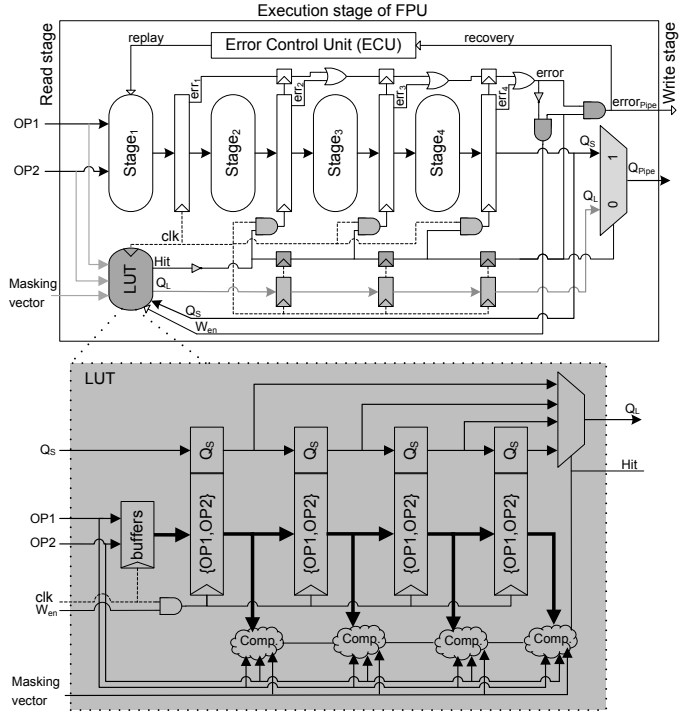 Execution stage of FPU
Read stage
Write stage
replay
Error Control Unit (ECU)
recovery
err1
err2
err3
err4
error
errorPipe
OP1
OP2
Stage1
Stage2
Stage3
Stage4
QS
QPipe
1
0
QL
clk
LUT
Hit
QL
Masking
vector
QS
Wen
LUT
QL
Hit
QS
QS
QS
QS
QS
OP1
OP2
buffers
{OP1,OP2}
{OP1,OP2}
{OP1,OP2}
{OP1,OP2}
clk
Wen
Comp.
Comp.
Comp.
Comp.
Masking
vector